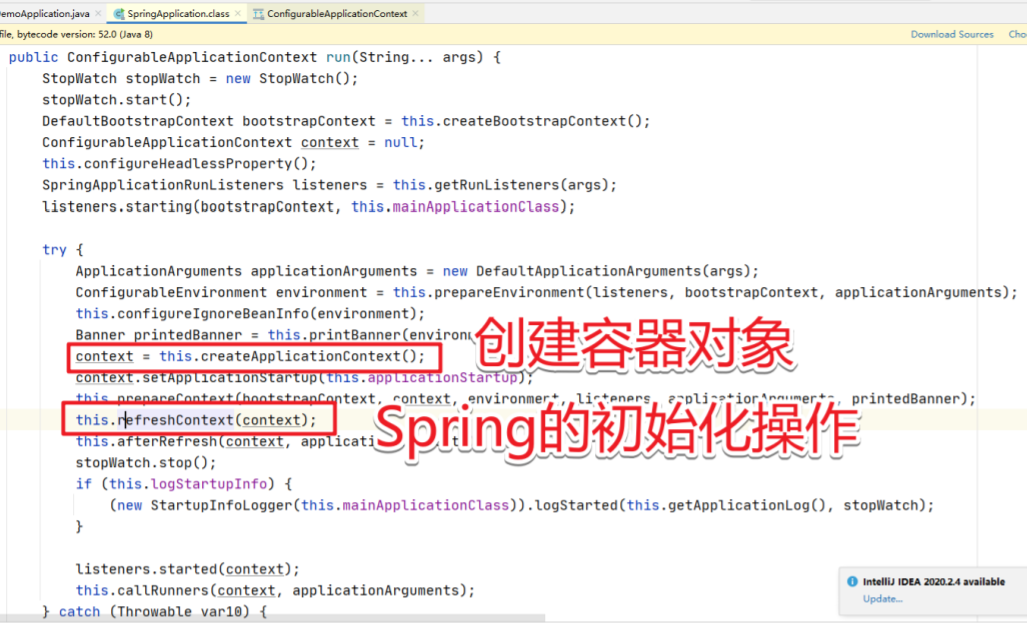 emoApplication.java × SpringApplication.class × ConfigurableApplicationContext ×
file, bytecode version: 52.0 (Java 8) Download Sources Cho
public ConfigurableApplicationContext run(String... args) {
StopWatch stopWatch = new StopWatch();
stopWatch.start();
DefaultBootstrapContext bootstrapContext = this.createBootstrapContext();
ConfigurableApplicationContext context = null;
this.configureHeadlessProperty();
SpringApplicationRunListeners listeners = this.getRunListeners(args);
listeners.starting(bootstrapContext, this.mainApplicationClass);
try {
ApplicationArguments applicationArguments = new DefaultApplicationArguments(args);
ConfigurableEnvironment environment = this.prepareEnvironment(listeners, bootstrapContext, applicationArguments);
this.configureIgnoreBeanInfo(environment);
Banner printedBanner = this.printBanner(environ
context = this.createApplicationContext(); 创建容器对象
context.setApplicationStartup(this.applicationStartup);
this.prepareContext(bootstrapContext, context, environment, listeners, applicationArguments, printedBanner);
this.refreshContext(context); Spring的初始化操作
this.afterRefresh(context, application
stopWatch.stop();
if (this.logStartupInfo) {
(new StartupInfoLogger(this.mainApplicationClass)).logStarted(this.getApplicationLog(), stopWatch);
}
listeners.started(context);
this.callRunners(context, applicationArguments);
} catch (Throwable var10) {
IntelliJ IDEA 2020.2.4 available
Update...